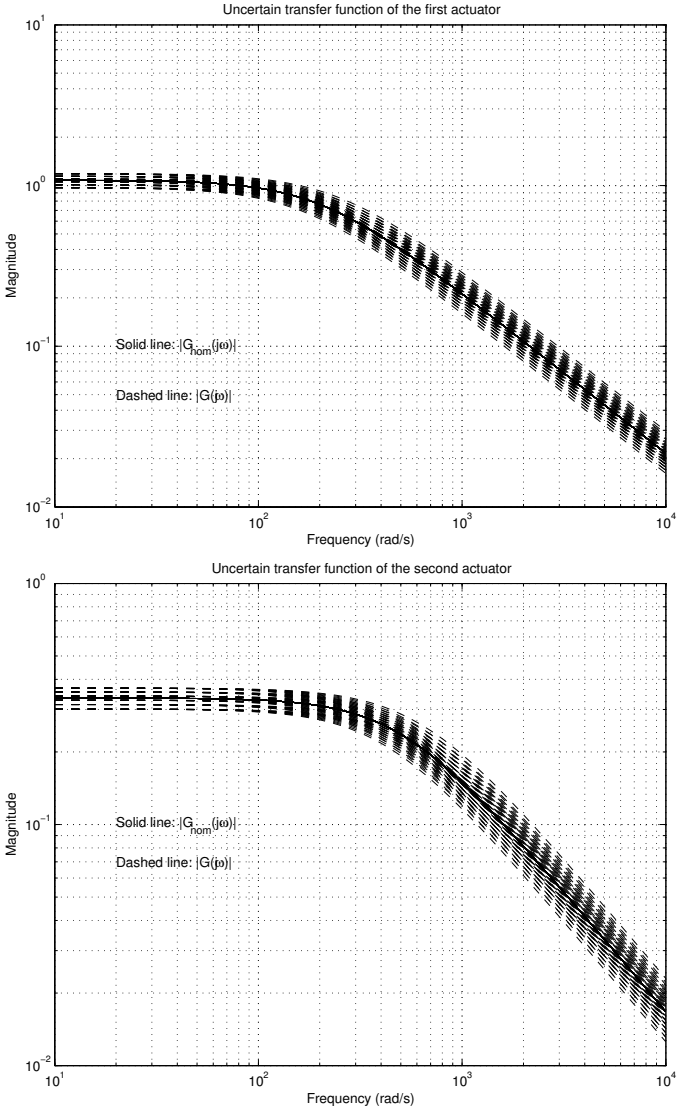 Uncertain transfer function of the first actuator
10^1
10^0
10^-1
10^-2
Magnitude
Solid line: |G_nom(jω)|
Dashed line: |G(jω)|
10^1 10^2 10^3 10^4
Frequency (rad/s)
Uncertain transfer function of the second actuator
10^0
10^-1
10^-2
Magnitude
Solid line: |G_nom(jω)|
Dashed line: |G(jω)|
10^1 10^2 10^3 10^4
Frequency (rad/s)